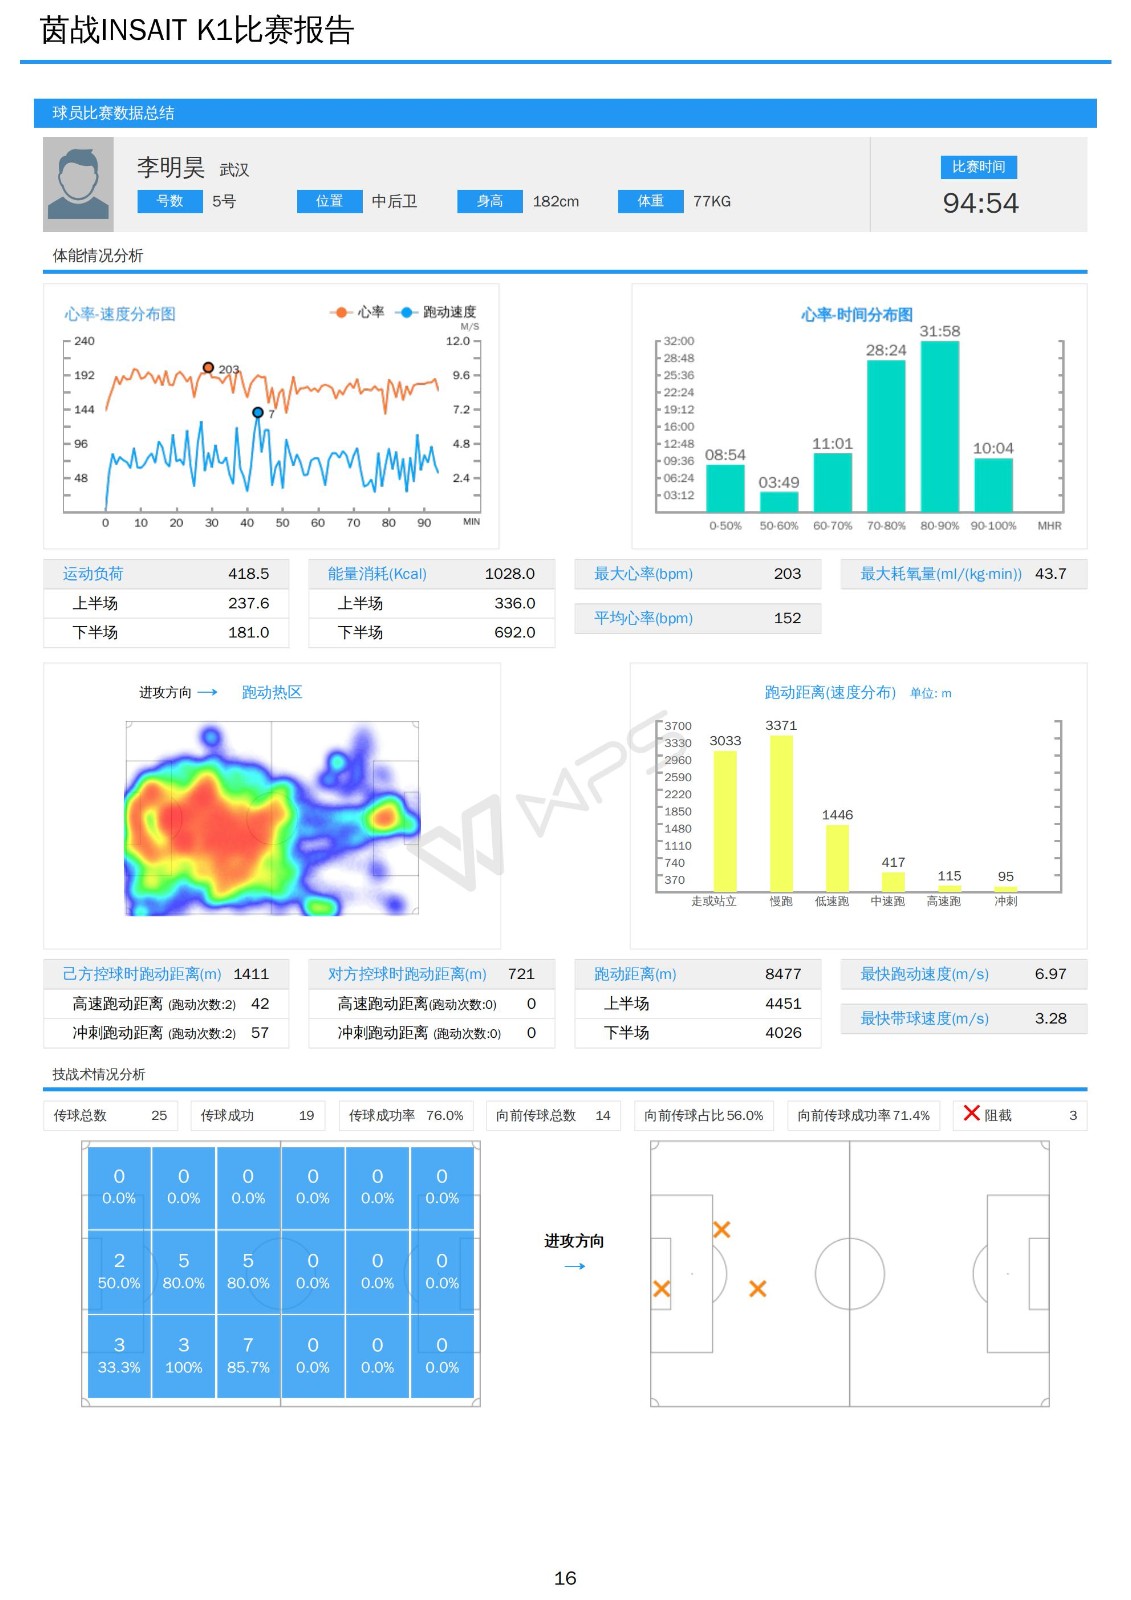 茵战INSAIT K1比赛报告
球员比赛数据总结
李明昊 武汉
号数 5号 位置 中后卫 身高 182cm 体重 77KG
比赛时间
94:54
体能情况分析
心率-速度分布图 心率 跑动速度
M/S
240 12.0
192 9.6
144 7.2
96 4.8
48 2.4
203
7
0 10 20 30 40 50 60 70 80 90 MIN
心率-时间分布图
32:00
28:48
25:36
22:24
19:12
16:00
12:48
09:36
06:24
03:12
08:54 03:49 11:01 28:24 31:58 10:04
0-50% 50-60% 60-70% 70-80% 80-90% 90-100% MHR
运动负荷 418.5
上半场 237.6
下半场 181.0
能量消耗(Kcal) 1028.0
上半场 336.0
下半场 692.0
最大心率(bpm) 203
平均心率(bpm) 152
最大耗氧量(ml/(kg·min)) 43.7
进攻方向 → 跑动热区
跑动距离(速度分布) 单位: m
3700
3330
2960
2590
2220
1850
1480
1110
740
370
3033 3371 1446 417 115 95
走或站立 慢跑 低速跑 中速跑 高速跑 冲刺
WPS
己方控球时跑动距离(m) 1411
高速跑动距离 (跑动次数:2) 42
冲刺跑动距离 (跑动次数:2) 57
对方控球时跑动距离(m) 721
高速跑动距离(跑动次数:0) 0
冲刺跑动距离 (跑动次数:0) 0
跑动距离(m) 8477
上半场 4451
下半场 4026
最快跑动速度(m/s) 6.97
最快带球速度(m/s) 3.28
技战术情况分析
传球总数 25 传球成功 19 传球成功率 76.0% 向前传球总数 14 向前传球占比 56.0% 向前传球成功率 71.4% 阻截 3
0 0 0 0 0 0
0.0% 0.0% 0.0% 0.0% 0.0% 0.0%
2 5 5 0 0 0
50.0% 80.0% 80.0% 0.0% 0.0% 0.0%
3 3 7 0 0 0
33.3% 100% 85.7% 0.0% 0.0% 0.0%
进攻方向
→
16